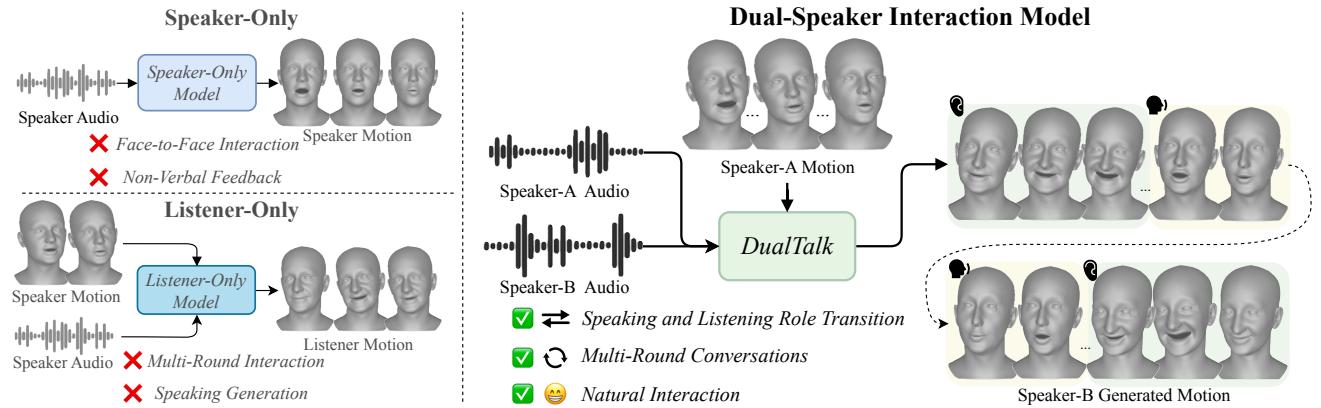 Speaker-Only
Speaker Audio
Speaker-Only
Model
Speaker Motion
Face-to-Face Interaction
Non-Verbal Feedback
Listener-Only
Speaker Motion
Speaker Audio
Listener-Only
Model
Listener Motion
Multi-Round Interaction
Speaking Generation
Dual-Speaker Interaction Model
... ...
Speaker-A Motion
Speaker-A Audio
Speaker-B Audio
DualTalk
...
...
Speaker-B Generated Motion
Speaking and Listening Role Transition
Multi-Round Conversations
Natural Interaction